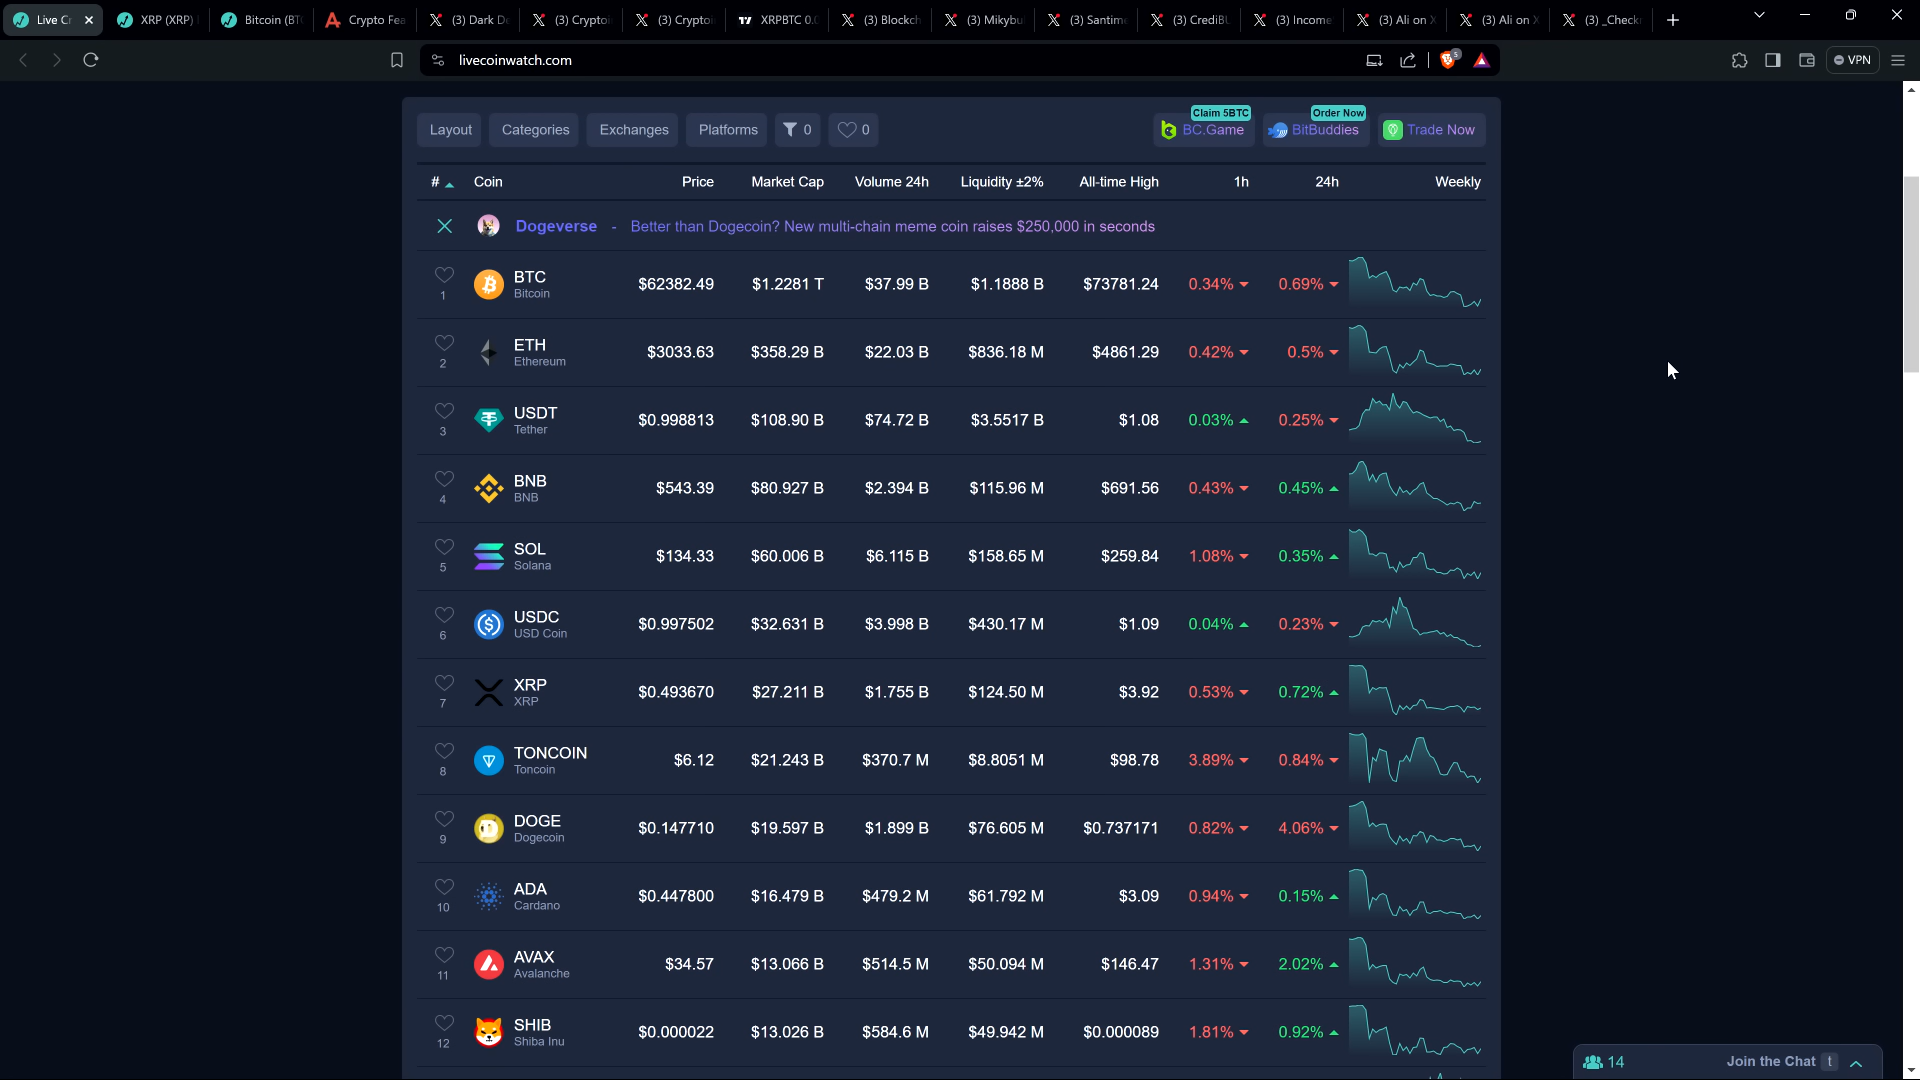 Live C
XRP (XRP)
Bitcoin (BT
Crypto Fea
(3) Dark D
(3) Crypto
(3) Crypto
XRPBTC 0.0
(3) Blockch
(3) Mikybu
(3) Santim
(3) CrediBU
(3) Income
(3) Ali on X
(3) Ali on X
(3) _Check
livecoinwatch.com
5
VPN
Layout Categories Exchanges Platforms 0 0
Claim 5BTC
BC.Game
Order Now
BitBuddies
Trade Now
# Coin Price Market Cap Volume 24h Liquidity ±2% All-time High 1h 24h Weekly
Dogeverse - Better than Dogecoin? New multi-chain meme coin raises $250,000 in seconds
1 BTC Bitcoin $62382.49 $1.2281 T $37.99 B $1.1888 B $73781.24 0.34% 0.69%
2 ETH Ethereum $3033.63 $358.29 B $22.03 B $836.18 M $4861.29 0.42% 0.5%
3 USDT Tether $0.998813 $108.90 B $74.72 B $3.5517 B $1.08 0.03% 0.25%
4 BNB BNB $543.39 $80.927 B $2.394 B $115.96 M $691.56 0.43% 0.45%
5 SOL Solana $134.33 $60.006 B $6.115 B $158.65 M $259.84 1.08% 0.35%
6 USDC USD Coin $0.997502 $32.631 B $3.998 B $430.17 M $1.09 0.04% 0.23%
7 XRP XRP $0.493670 $27.211 B $1.755 B $124.50 M $3.92 0.53% 0.72%
8 TONCOIN Toncoin $6.12 $21.243 B $370.7 M $8.8051 M $98.78 3.89% 0.84%
9 DOGE Dogecoin $0.147710 $19.597 B $1.899 B $76.605 M $0.737171 0.82% 4.06%
10 ADA Cardano $0.447800 $16.479 B $479.2 M $61.792 M $3.09 0.94% 0.15%
11 AVAX Avalanche $34.57 $13.066 B $514.5 M $50.094 M $146.47 1.31% 2.02%
12 SHIB Shiba Inu $0.000022 $13.026 B $584.6 M $49.942 M $0.000089 1.81% 0.92%
14 Join the Chat t